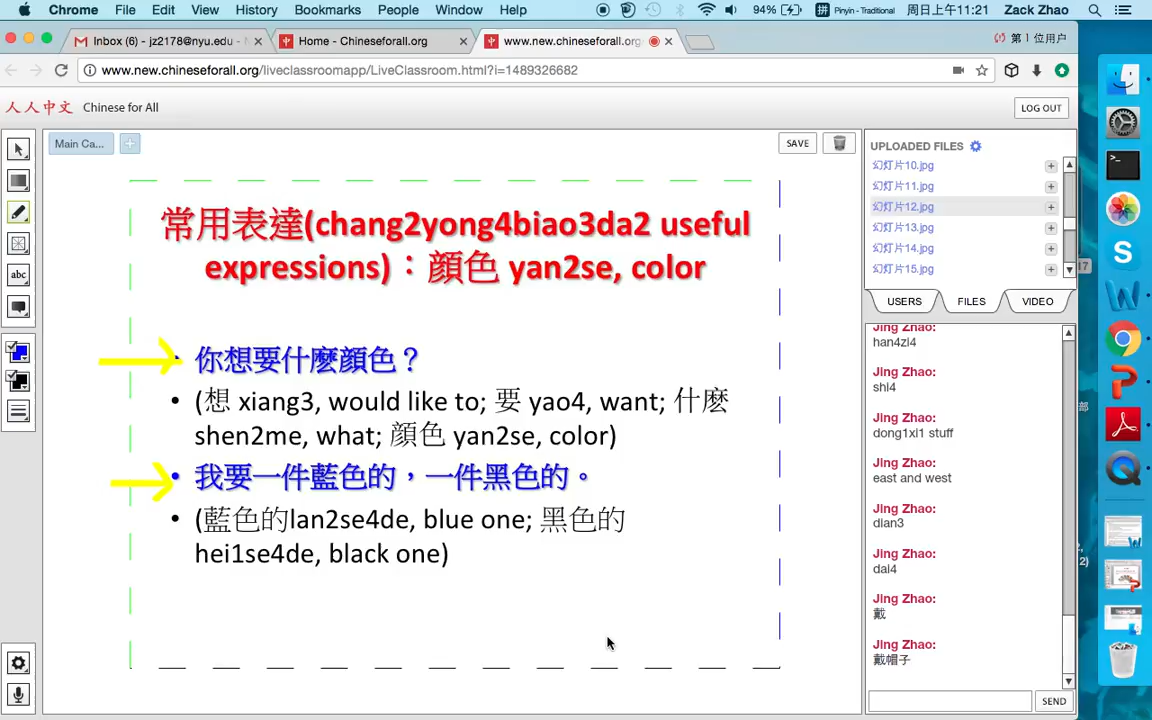 Chrome File Edit View History Bookmarks People Window Help 94% Pinyin - Traditional 周日上午11:21 Zack Zhao
Inbox (6) - jz2178@nyu.edu - Home - Chineseforall.org www.new.chineseforall.org 第 1 位用户
www.new.chineseforall.org/liveclassroomapp/LiveClassroom.html?i=1489326682
人人中文 Chinese for All LOG OUT
Main Ca... SAVE
常用表達(chang2yong4biao3da2 useful
expressions)：顏色 yan2se, color
• 你想要什麽顏色？
• (想 xiang3, would like to; 要 yao4, want; 什麽
shen2me, what; 顏色 yan2se, color)
• 我要一件藍色的，一件黑色的。
• (藍色的lan2se4de, blue one; 黑色的
hei1se4de, black one)
abc
UPLOADED FILES
幻灯片10.jpg
幻灯片11.jpg
幻灯片12.jpg
幻灯片13.jpg
幻灯片14.jpg
幻灯片15.jpg
USERS FILES VIDEO
Jing Zhao:
han4zi4
Jing Zhao:
shi4
Jing Zhao:
dong1xi1 stuff
Jing Zhao:
east and west
Jing Zhao:
dian3
Jing Zhao:
dai4
Jing Zhao:
戴
Jing Zhao:
戴帽子
SEND
17
部
2)